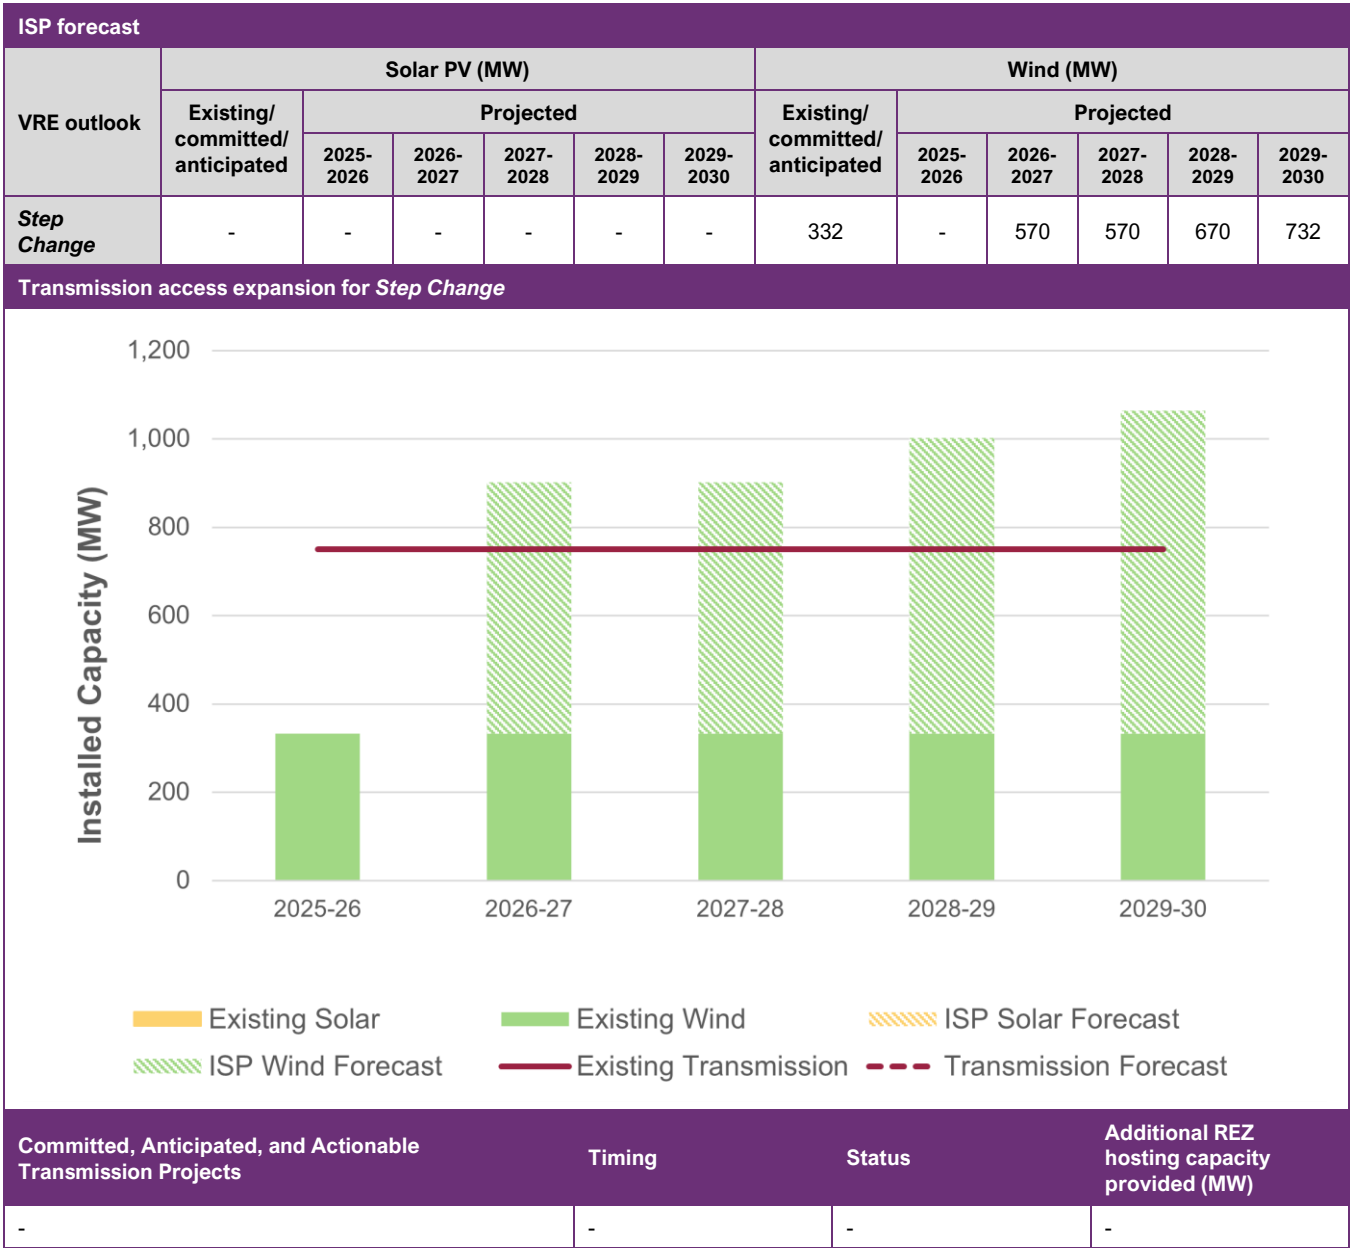 ISP forecast
VRE outlook
Solar PV (MW)
Wind (MW)
Existing/
committed/
anticipated
Projected
Existing/
committed/
anticipated
Projected
2025-
2026
2026-
2027
2027-
2028
2028-
2029
2029-
2030
2025-
2026
2026-
2027
2027-
2028
2028-
2029
2029-
2030
Step
Change
- - - - - - 332 - 570 570 670 732
Transmission access expansion for Step Change
Installed Capacity (MW)
1,200
1,000
800
600
400
200
0
2025-26 2026-27 2027-28 2028-29 2029-30
Existing Solar Existing Wind ISP Solar Forecast
ISP Wind Forecast Existing Transmission Transmission Forecast
Committed, Anticipated, and Actionable
Transmission Projects
Timing
Status
Additional REZ
hosting capacity
provided (MW)
- - - -